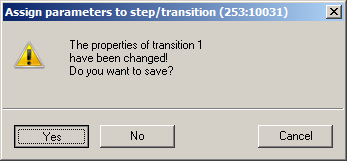 Assign parameters to step/transition (253:10031)
The properties of transition 1
have been changed!
Do you want to save?
Yes
No
Cancel